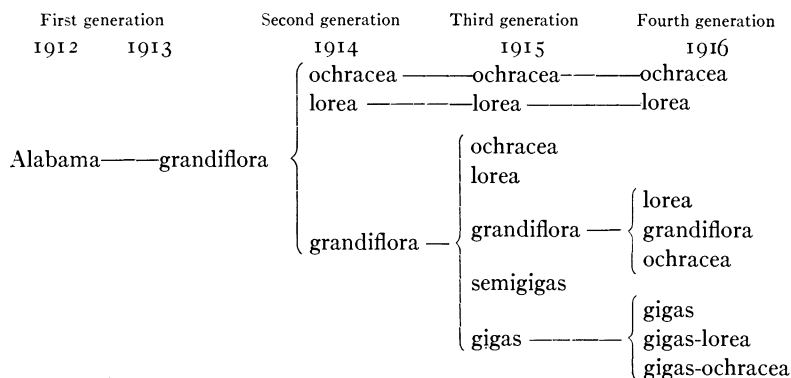 First generation Second generation Third generation Fourth generation
1912 1913 1914 1915 1916
ochracea ochracea ochracea
lorea lorea lorea
ochracea
lorea
Alabama grandiflora
lorea
grandiflora grandiflora grandiflora
ochracea
semigigas
gigas
gigas gigas-lorea
gigas-ochracea